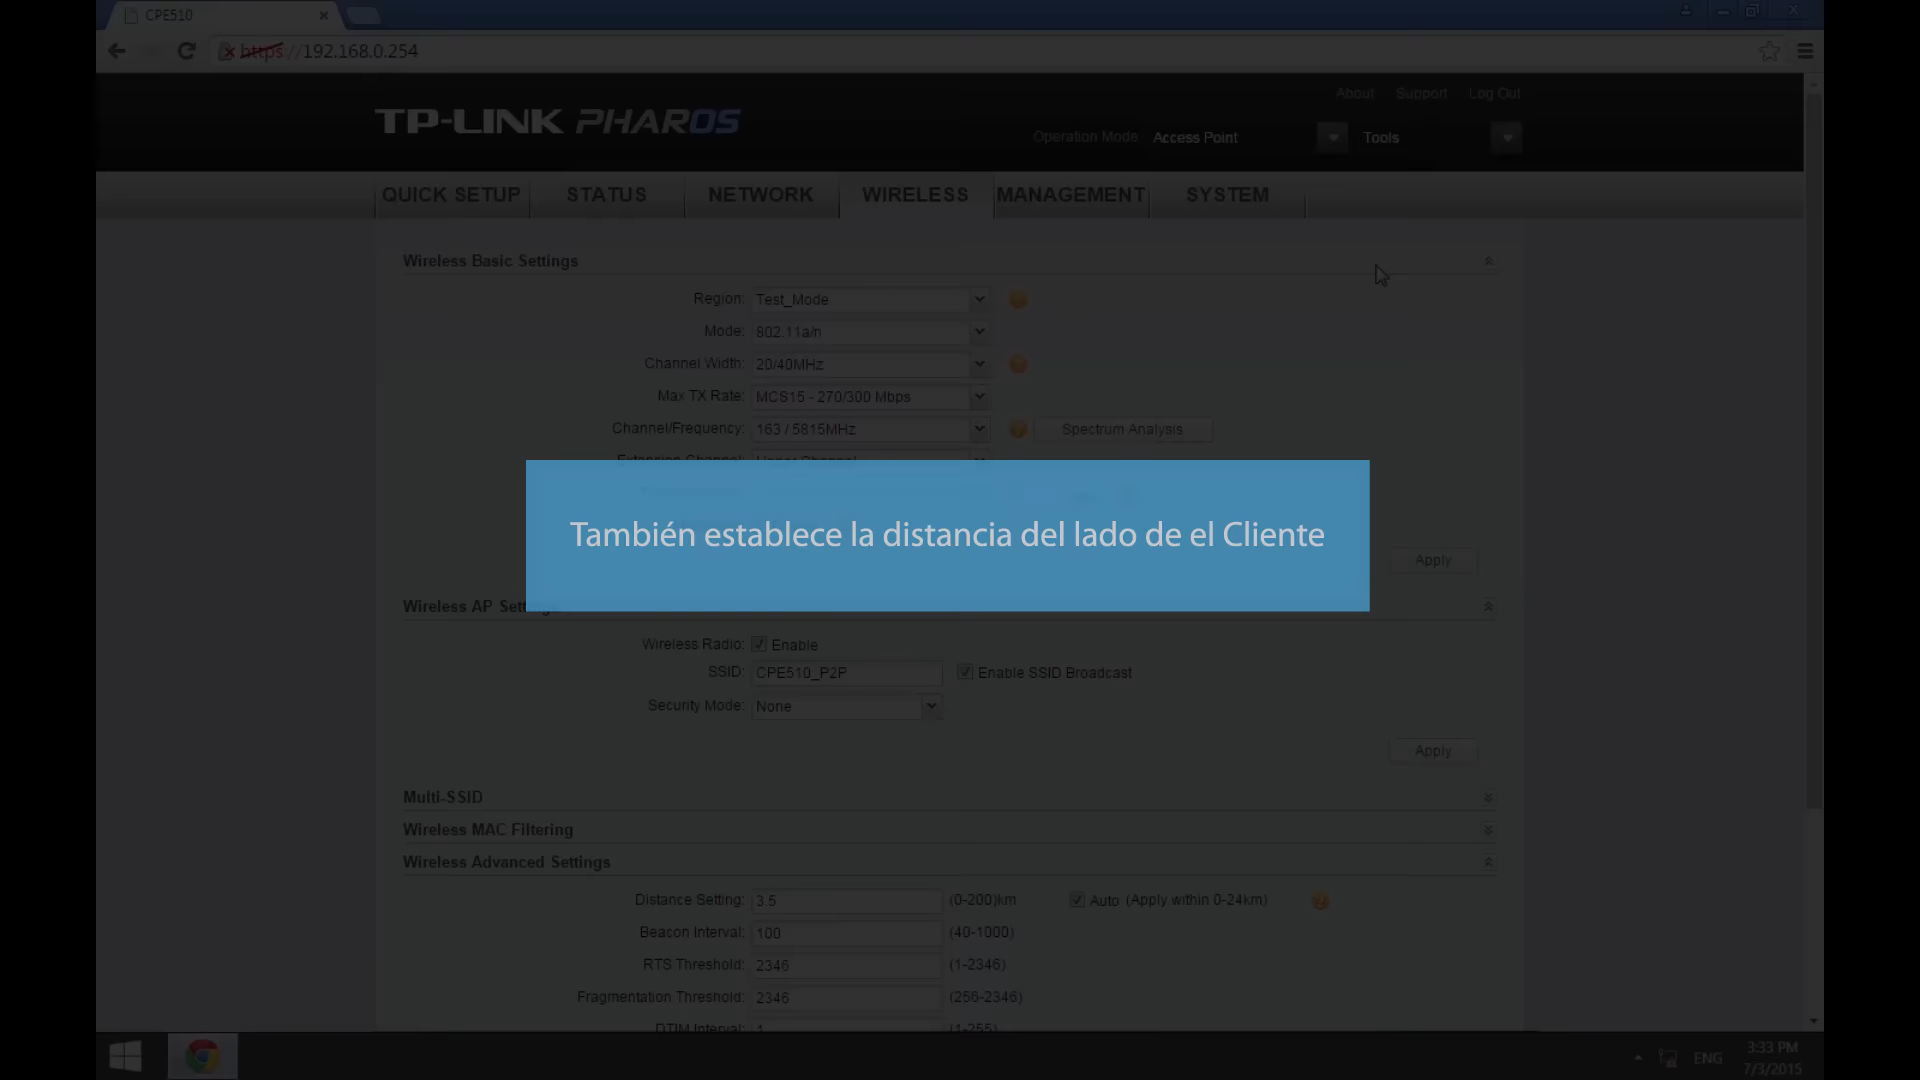 CPE510
https://192.168.0.254
About Support Log Out
TP-LINK PHAROS
Operation Mode Access Point Tools
QUICK SETUP STATUS NETWORK WIRELESS MANAGEMENT SYSTEM
Wireless Basic Settings
Region: Test_Mode
Mode: 802.11a/n
Channel Width: 20/40MHz
Max TX Rate: MCS15 - 270/300 Mbps
Channel/Frequency: 163 / 5815MHz Spectrum Analysis
Extension Channel: Upper Channel
También establece la distancia del lado de el Cliente
Apply
Wireless AP Settings
Wireless Radio: Enable
SSID: CPE510_P2P Enable SSID Broadcast
Security Mode: None
Apply
Multi-SSID
Wireless MAC Filtering
Wireless Advanced Settings
Distance Setting: 3.5 (0-200)km Auto (Apply within 0-24km)
Beacon Interval: 100 (40-1000)
RTS Threshold: 2346 (1-2346)
Fragmentation Threshold: 2346 (256-2346)
DTIM Interval: 1 (1-255)
ENG
3:33 PM
7/3/2015